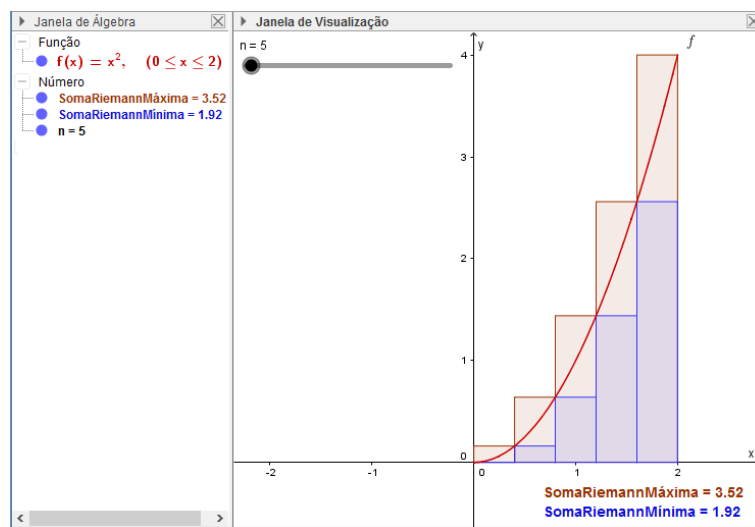 Janela de Álgebra
Função
f(x) = x², (0 ≤ x ≤ 2)
Número
SomaRiemannMáxima = 3.52
SomaRiemannMínima = 1.92
n = 5
Janela de Visualização
n = 5
y
f
4
3
2
1
0
-2
-1
0
1
2
x
SomaRiemannMáxima = 3.52
SomaRiemannMínima = 1.92